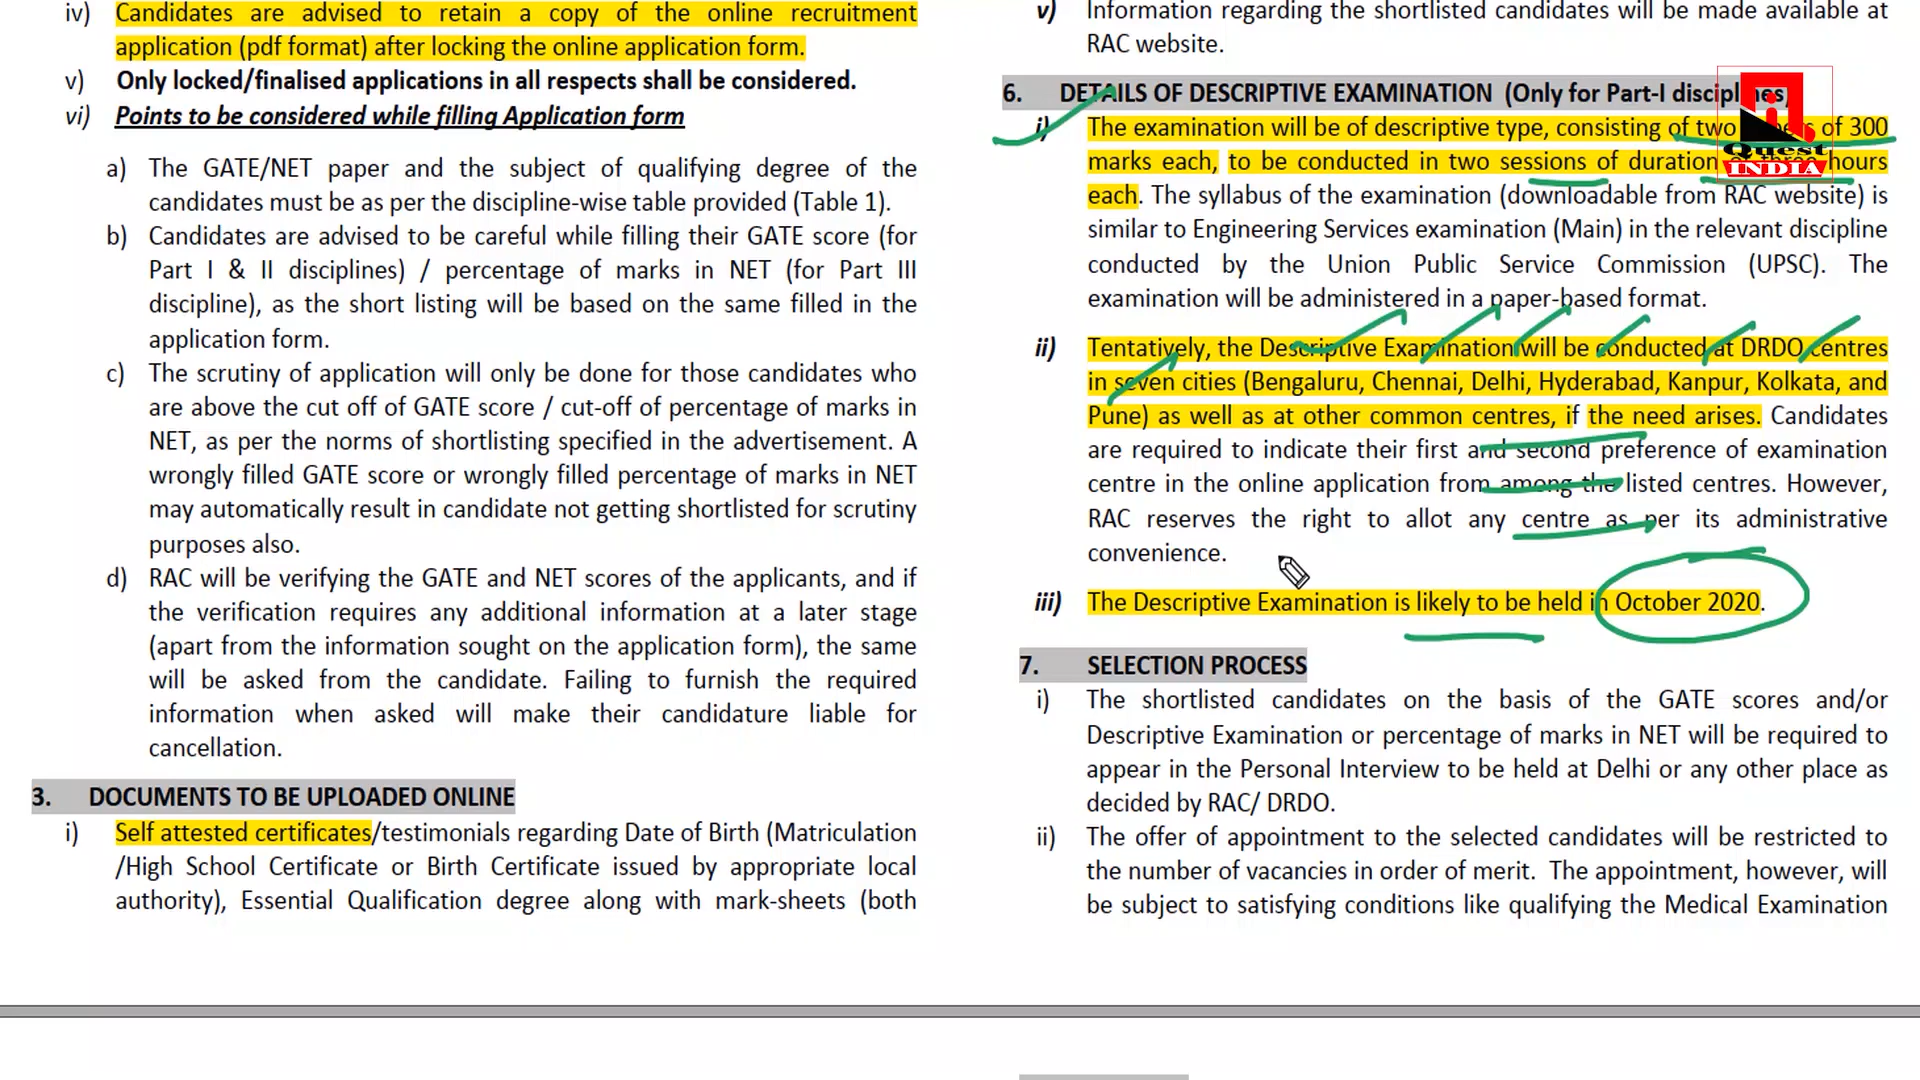 iv) Candidates are advised to retain a copy of the online recruitment
application (pdf format) after locking the online application form.
v) Only locked/finalised applications in all respects shall be considered.
vi) Points to be considered while filling Application form
a) The GATE/NET paper and the subject of qualifying degree of the
candidates must be as per the discipline-wise table provided (Table 1).
b) Candidates are advised to be careful while filling their GATE score (for
Part I & II disciplines) / percentage of marks in NET (for Part III
discipline), as the short listing will be based on the same filled in the
application form.
c) The scrutiny of application will only be done for those candidates who
are above the cut off of GATE score / cut-off of percentage of marks in
NET, as per the norms of shortlisting specified in the advertisement. A
wrongly filled GATE score or wrongly filled percentage of marks in NET
may automatically result in candidate not getting shortlisted for scrutiny
purposes also.
d) RAC will be verifying the GATE and NET scores of the applicants, and if
the verification requires any additional information at a later stage
(apart from the information sought on the application form), the same
will be asked from the candidate. Failing to furnish the required
information when asked will make their candidature liable for
cancellation.
3. DOCUMENTS TO BE UPLOADED ONLINE
i) Self attested certificates/testimonials regarding Date of Birth (Matriculation
/High School Certificate or Birth Certificate issued by appropriate local
authority), Essential Qualification degree along with mark-sheets (both
v) Information regarding the shortlisted candidates will be made available at
RAC website.
6. DETAILS OF DESCRIPTIVE EXAMINATION (Only for Part-I disciplines)
i) The examination will be of descriptive type, consisting of two of 300
marks each, to be conducted in two sessions of duration of three hours
each. The syllabus of the examination (downloadable from RAC website) is
similar to Engineering Services examination (Main) in the relevant discipline
conducted by the Union Public Service Commission (UPSC). The
examination will be administered in a paper-based format.
ii) Tentatively, the Descriptive Examination will be conducted at DRDO centres
in seven cities (Bengaluru, Chennai, Delhi, Hyderabad, Kanpur, Kolkata, and
Pune) as well as at other common centres, if the need arises. Candidates
are required to indicate their first and second preference of examination
centre in the online application from among the listed centres. However,
RAC reserves the right to allot any centre as per its administrative
convenience.
iii) The Descriptive Examination is likely to be held in October 2020.
7. SELECTION PROCESS
i) The shortlisted candidates on the basis of the GATE scores and/or
Descriptive Examination or percentage of marks in NET will be required to
appear in the Personal Interview to be held at Delhi or any other place as
decided by RAC/ DRDO.
ii) The offer of appointment to the selected candidates will be restricted to
the number of vacancies in order of merit. The appointment, however, will
be subject to satisfying conditions like qualifying the Medical Examination
Quest
INDIA